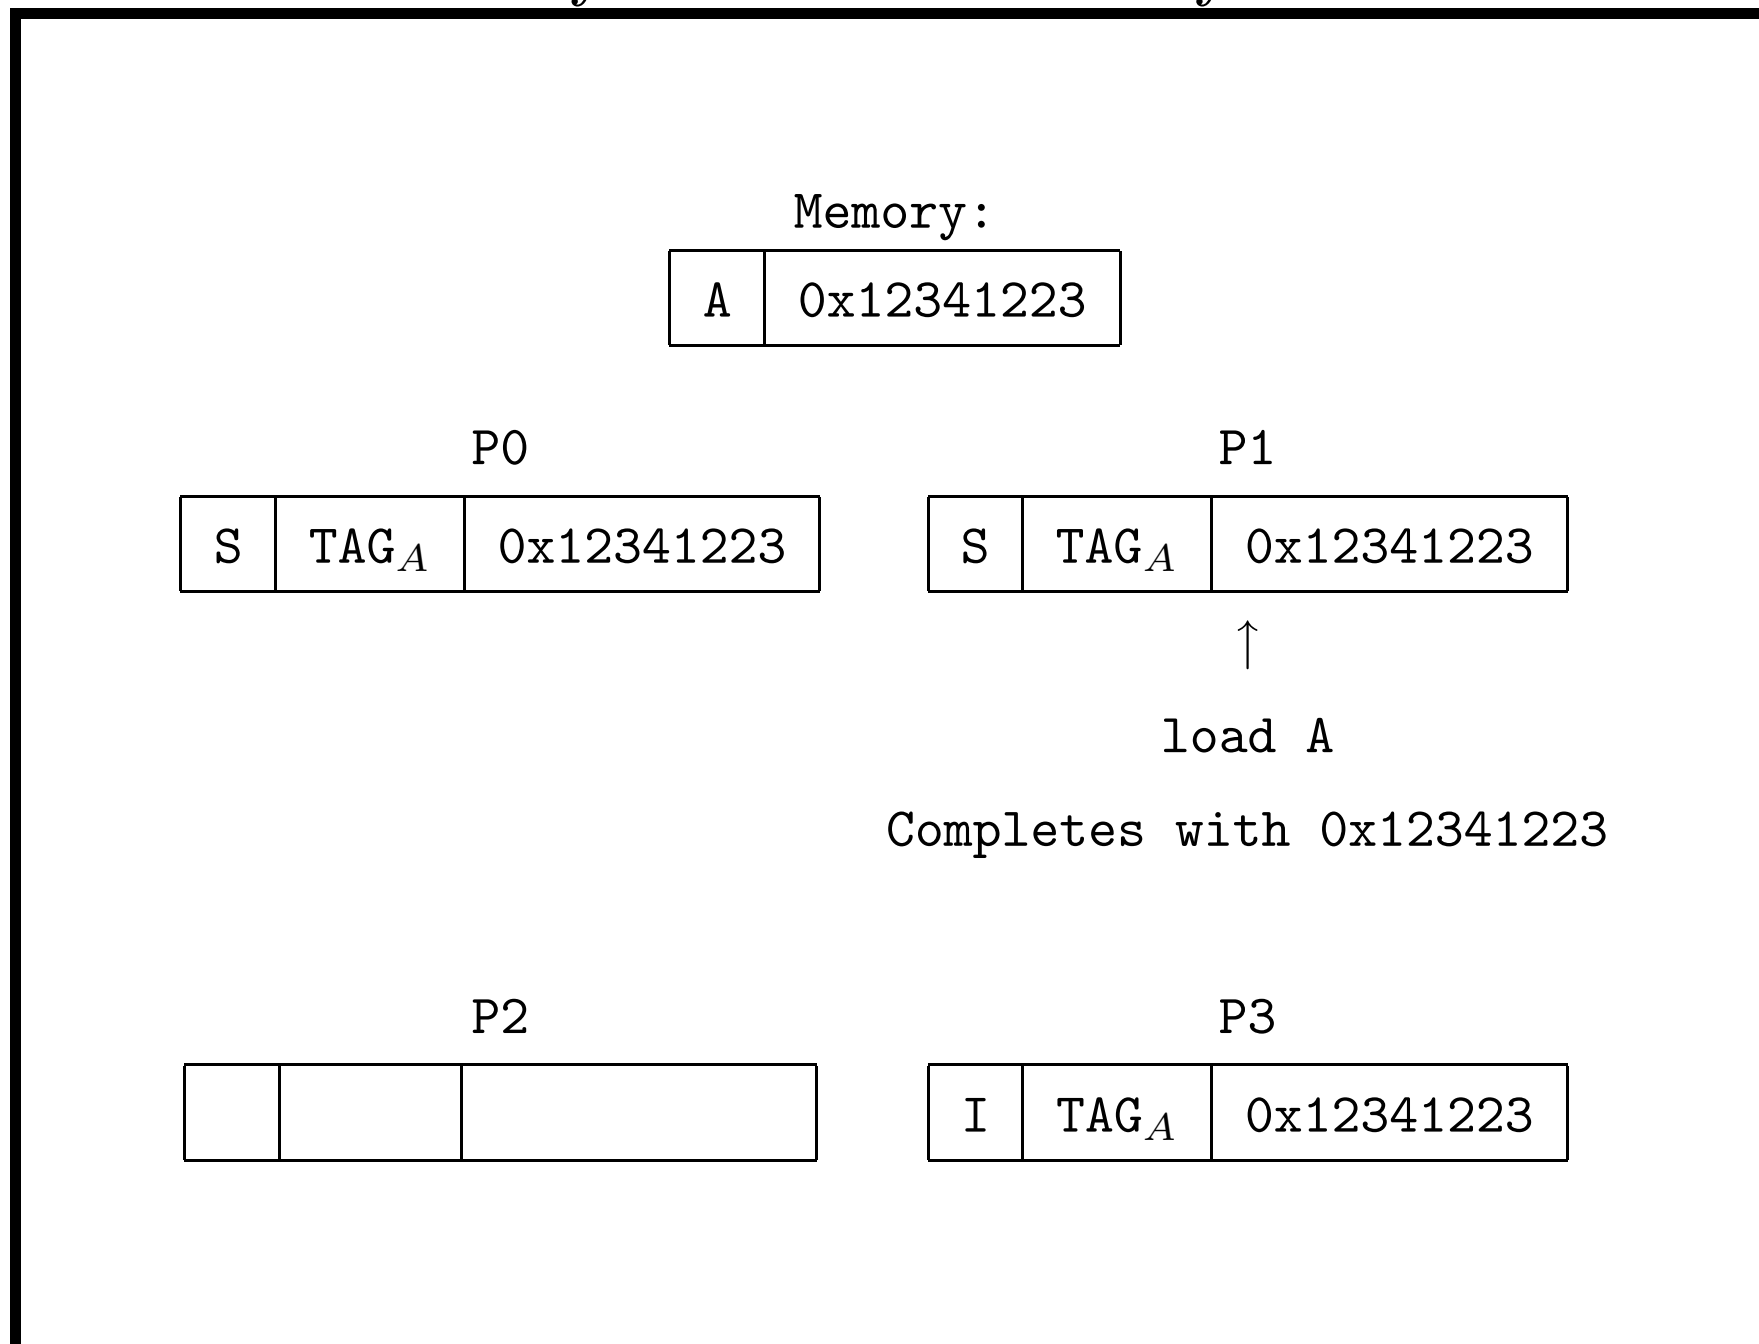 Memory:
A 0x12341223
P0 P1
S TAG_A 0x12341223 S TAG_A 0x12341223
↑
load A
Completes with 0x12341223
P2 P3
I TAG_A 0x12341223